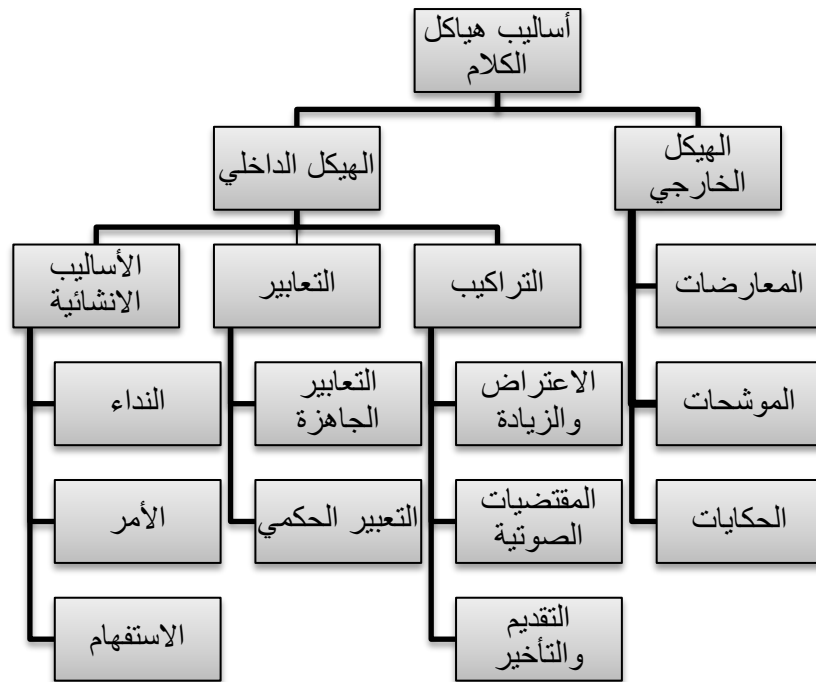 أساليب هياكل
الكلام
الهيكل
الخارجي
المعارضات
الموشحات
الحكايات
الهيكل الداخلي
التراكيب
الاعتراض
والزيادة
المقتضيات
الصوتية
التقديم
والتأخير
التعابير
التعابير
الجاهزة
التعبير الحكمي
الأساليب
الانشائية
النداء
الأمر
الاستفهام